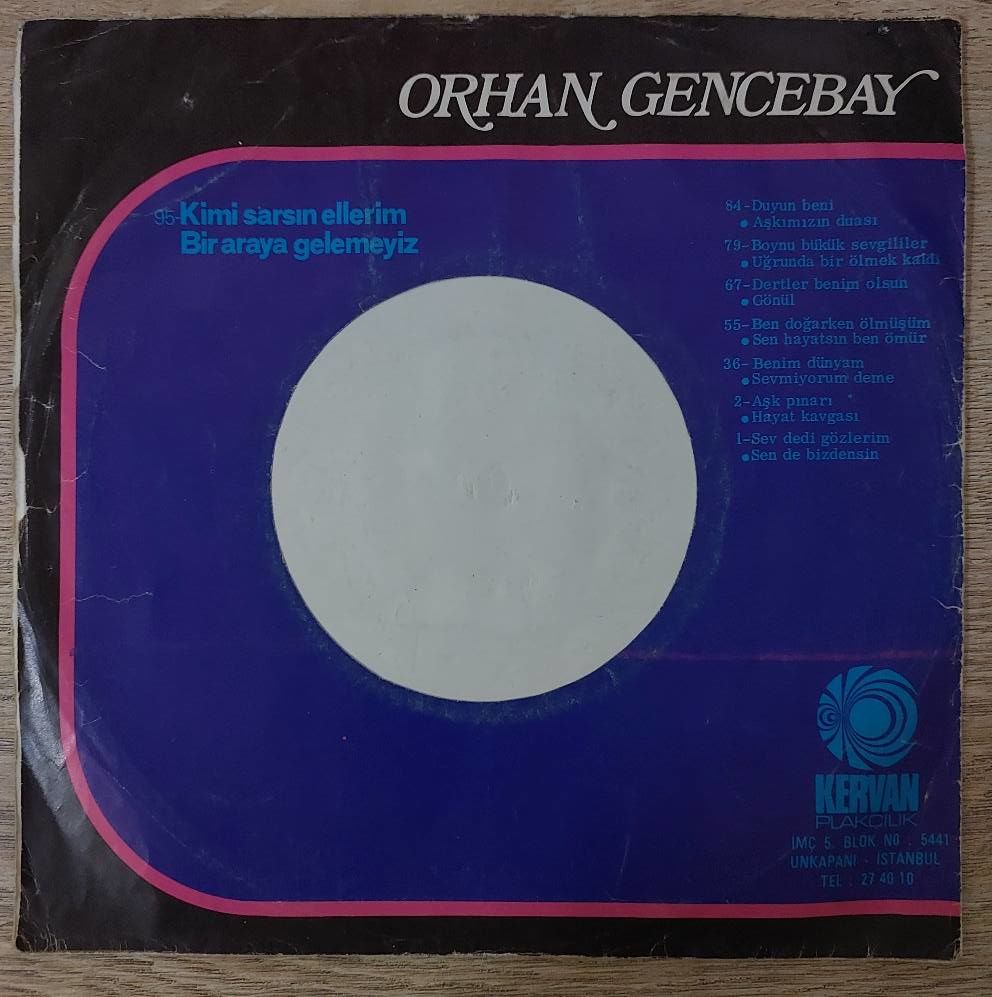 ORHAN GENCEBAY
95-Kimi sarsın ellerim
Bir araya gelemeyiz
84-Duyun beni
• Aşkımızın duası
79-Boynu bükük sevgililer
• Uğrunda bir ölmek kaldı
67-Dertler benim olsun
• Gönül
55-Ben doğarken ölmüşüm
• Sen hayatsın ben ömür
36-Benim dünyam
• Sevmiyorum deme
2-Aşk pınarı
• Hayat kavgası
1-Sev dedi gözlerim
• Sen de bizdensin
KERVAN
PLAKÇILIK
İMÇ 5. BLOK NO : 5441
UNKAPANI - İSTANBUL
TEL : 27 40 10